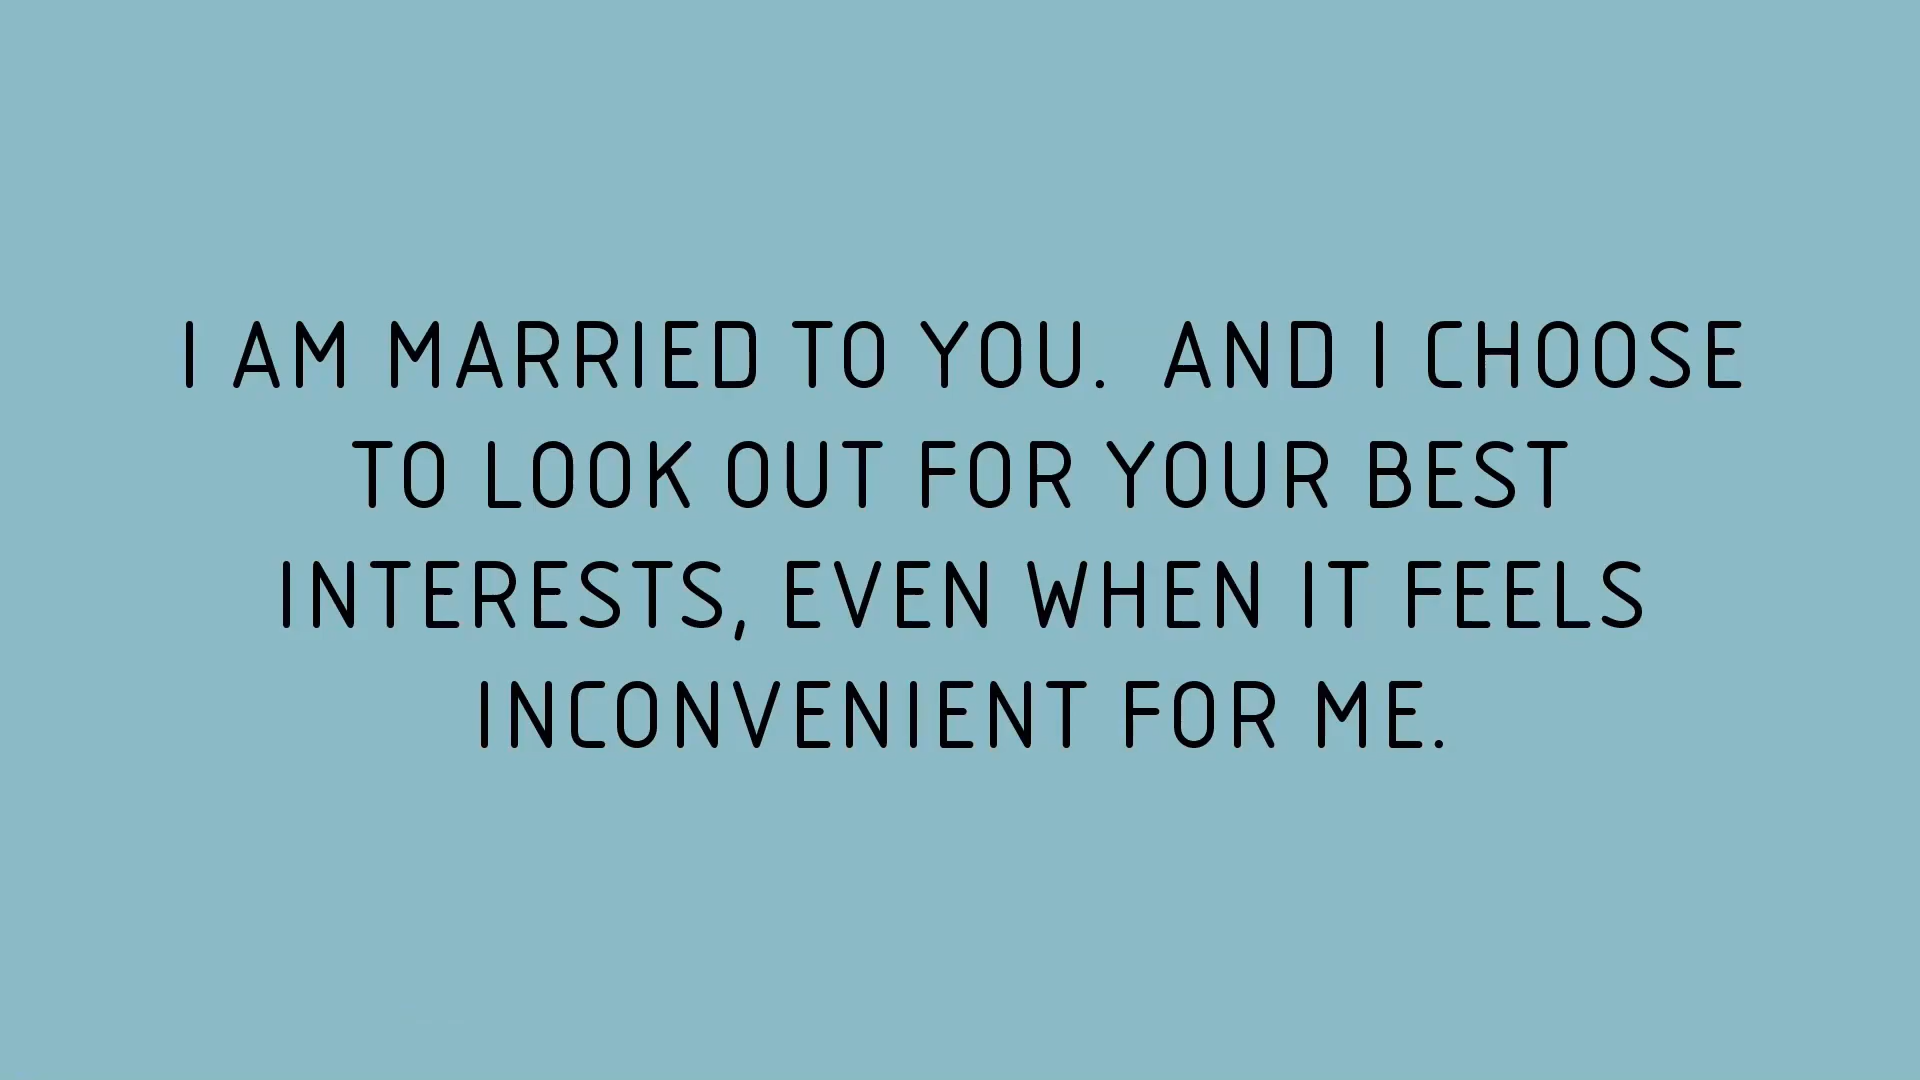 I AM MARRIED TO YOU.  AND I CHOOSE
TO LOOK OUT FOR YOUR BEST
INTERESTS, EVEN WHEN IT FEELS
INCONVENIENT FOR ME.